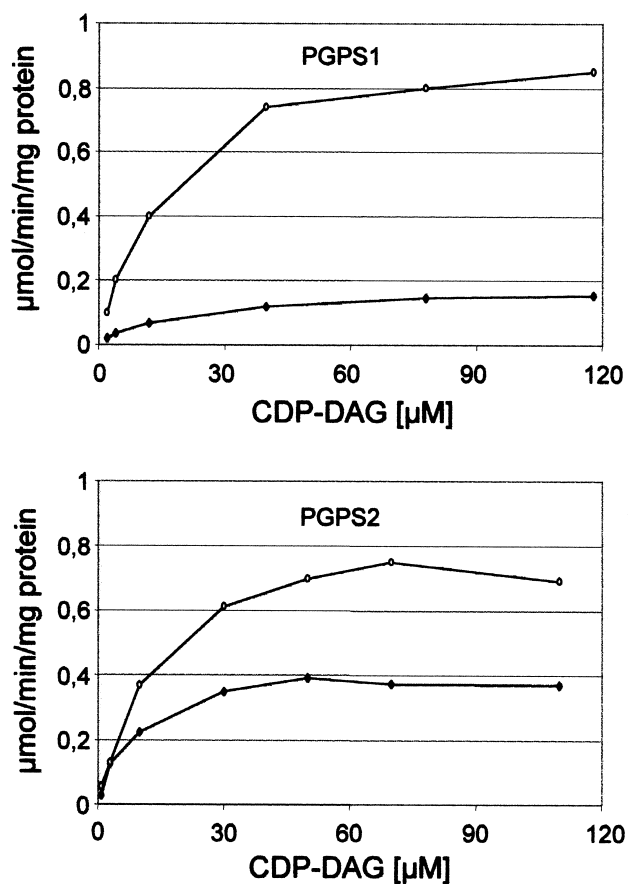 1
PGPS1
0,8
0,6
0,4
0,2
0
0 30 60 90 120
µmol/min/mg protein
CDP-DAG [µM]
1
PGPS2
0,8
0,6
0,4
0,2
0
0 30 60 90 120
µmol/min/mg protein
CDP-DAG [µM]